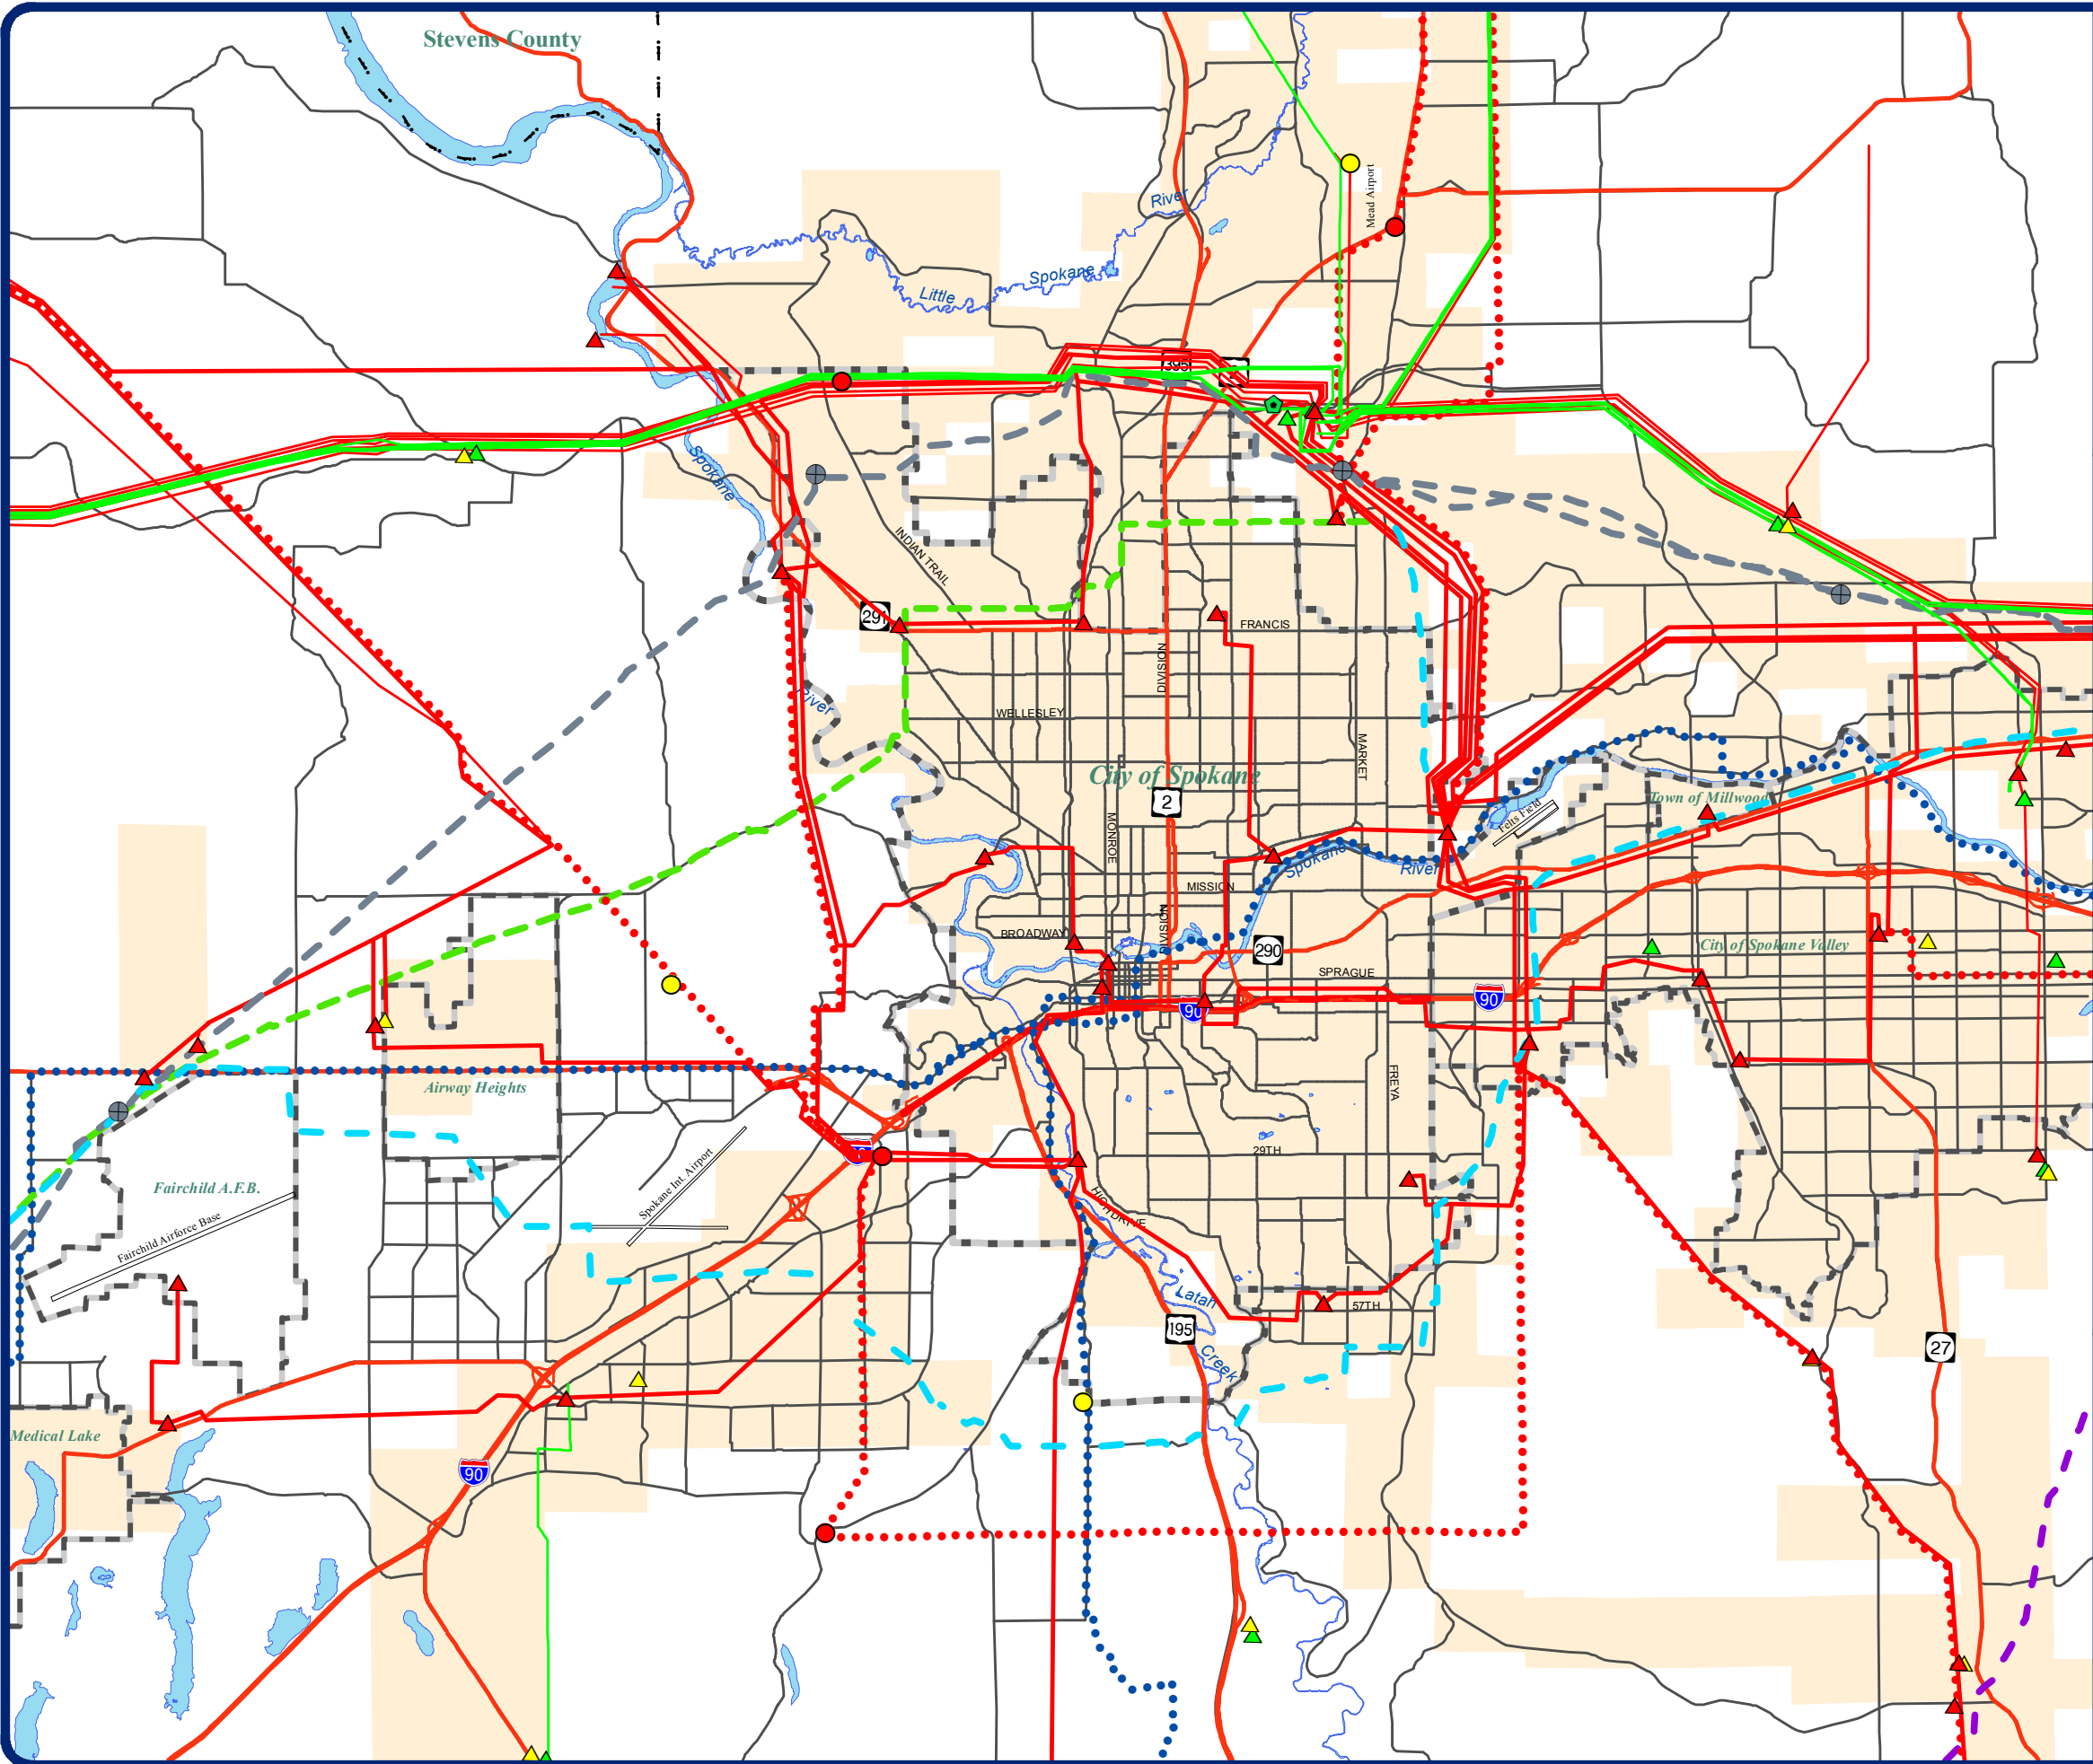 Stevens County
Mead Airport
River
Spokane
Little
395
Spokane
INDIAN TRAIL
291
FRANCIS
DIVISION
River
WELLESLEY
MARKET
City of Spokane
2
Town of Millwood
Felts Field
MONROE
Spokane
River
MISSION
DIVISION
BROADWAY
290
City of Spokane Valley
SPRAGUE
90
90
Airway Heights
FREYA
29TH
Spokane Int. Airport
Fairchild A.F.B.
Fairchild Airforce Base
HIGH DRIVE
Latah
57TH
195
27
Creek
Medical Lake
90